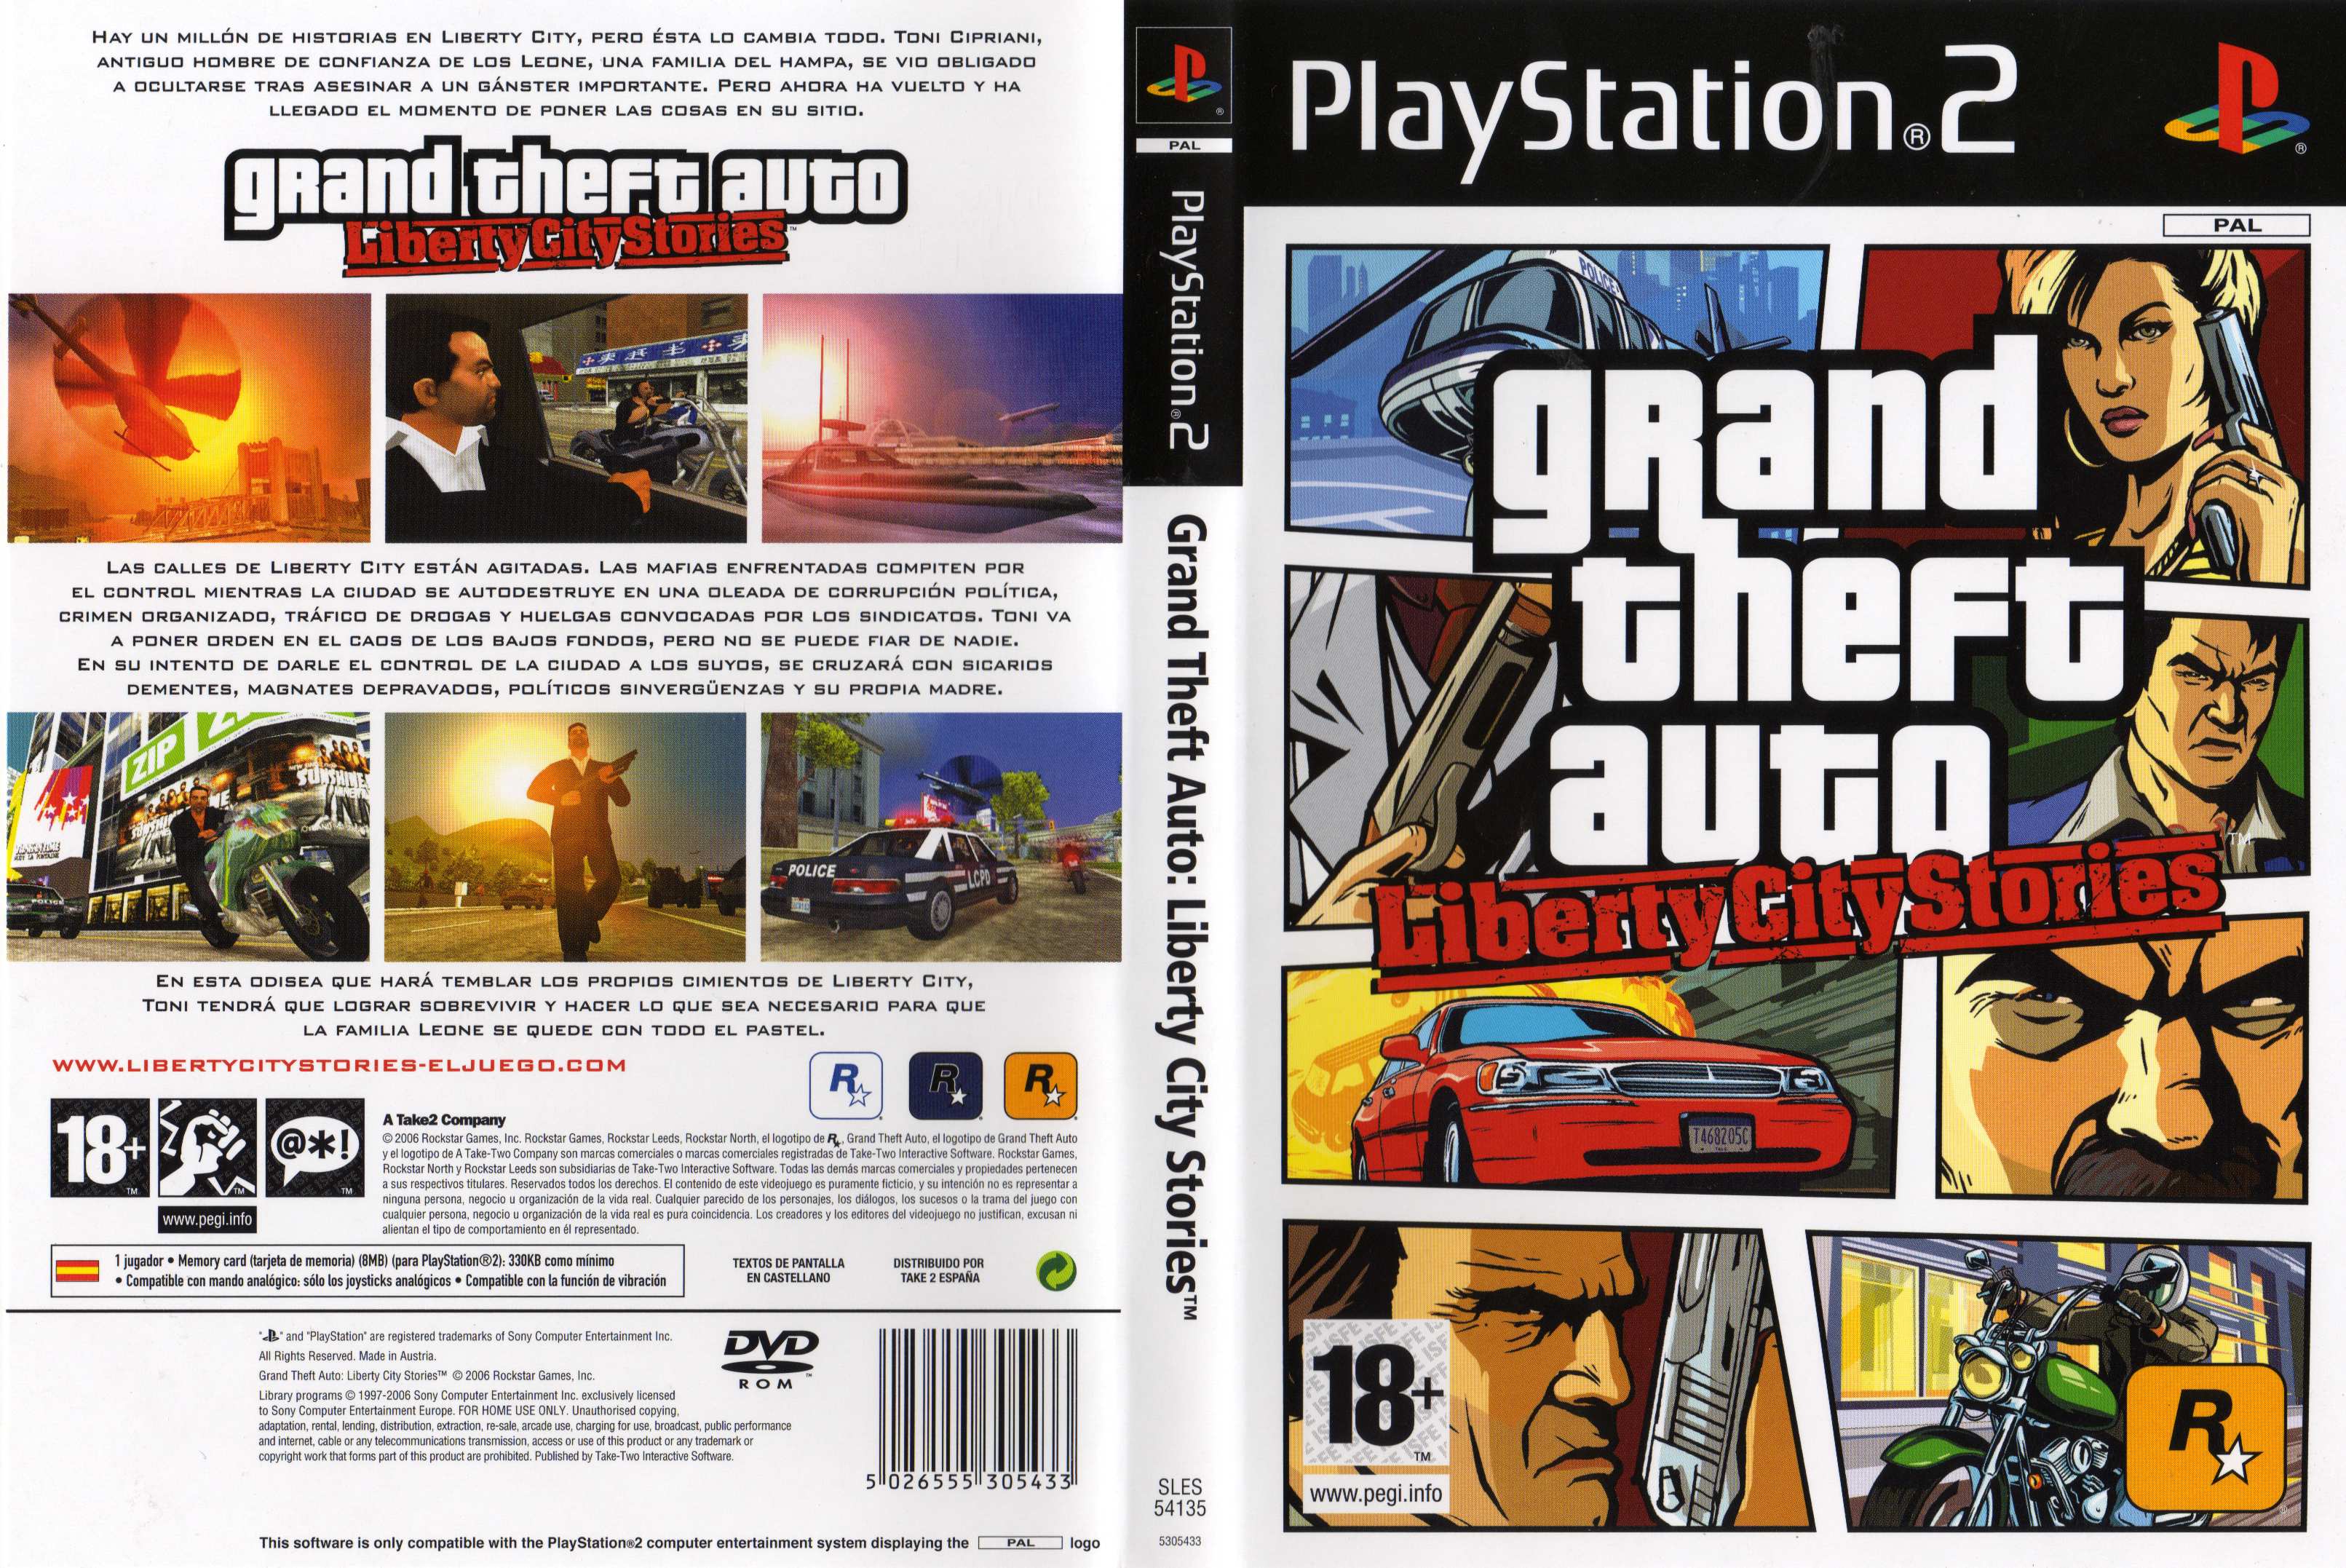 Hay un millón de historias en Liberty City, pero ésta lo cambia todo. Toni Cipriani,
antiguo hombre de confianza de los Leone, una familia del hampa, se vio obligado
a ocultarse tras asesinar a un gánster importante. Pero ahora ha vuelto y ha
llegado el momento de poner las cosas en su sitio.
grand theft auto
Liberty City Stories™
Las calles de Liberty City están agitadas. Las mafias enfrentadas compiten por
el control mientras la ciudad se autodestruye en una oleada de corrupción política,
crimen organizado, tráfico de drogas y huelgas convocadas por los sindicatos. Toni va
a poner orden en el caos de los bajos fondos, pero no se puede fiar de nadie.
En su intento de darle el control de la ciudad a los suyos, se cruzará con sicarios
dementes, magnates depravados, políticos sinvergüenzas y su propia madre.
ZIP
SUNSHINE
POLICE
POLICE
LCPD
En esta odisea que hará temblar los propios cimientos de Liberty City,
Toni tendrá que lograr sobrevivir y hacer lo que sea necesario para que
la familia Leone se quede con todo el pastel.
www.libertycitystories-eljuego.com
R R R
18+ ™
™
@*! ™
www.pegi.info
A Take2 Company
© 2006 Rockstar Games, Inc. Rockstar Games, Rockstar Leeds, Rockstar North, el logotipo de R, Grand Theft Auto, el logotipo de Grand Theft Auto
y el logotipo de A Take-Two Company son marcas comerciales o marcas comerciales registradas de Take-Two Interactive Software. Rockstar Games,
Rockstar North y Rockstar Leeds son subsidiarias de Take-Two Interactive Software. Todas las demás marcas comerciales y propiedades pertenecen
a sus respectivos titulares. Reservados todos los derechos. El contenido de este videojuego es puramente ficticio, y su intención no es representar a
ninguna persona, negocio u organización de la vida real. Cualquier parecido de los personajes, los diálogos, los sucesos o la trama del juego con
cualquier persona, negocio u organización de la vida real es pura coincidencia. Los creadores y los editores del videojuego no justifican, excusan ni
alientan el tipo de comportamiento en él representado.
1 jugador • Memory card (tarjeta de memoria) (8MB) (para PlayStation®2): 330KB como mínimo
• Compatible con mando analógico: sólo los joysticks analógicos • Compatible con la función de vibración
TEXTOS DE PANTALLA
EN CASTELLANO
DISTRIBUIDO POR
TAKE 2 ESPAÑA
" " and "PlayStation" are registered trademarks of Sony Computer Entertainment Inc.
All Rights Reserved. Made in Austria.
Grand Theft Auto: Liberty City Stories™ © 2006 Rockstar Games, Inc.
Library programs © 1997-2006 Sony Computer Entertainment Inc. exclusively licensed
to Sony Computer Entertainment Europe. FOR HOME USE ONLY. Unauthorised copying,
adaptation, rental, lending, distribution, extraction, re-sale, arcade use, charging for use, broadcast, public performance
and internet, cable or any telecommunications transmission, access or use of this product or any trademark or
copyright work that forms part of this product are prohibited. Published by Take-Two Interactive Software.
DVD
ROM
5 026555 305433
This software is only compatible with the PlayStation®2 computer entertainment system displaying the PAL logo
®
PAL
PlayStation®2
Grand Theft Auto: Liberty City Stories™
SLES
54135
5305433
PlayStation®2
®
PAL
POLICE
grand
theft
auto
™
Liberty City Stories
T468205C
18+
™
www.pegi.info
R